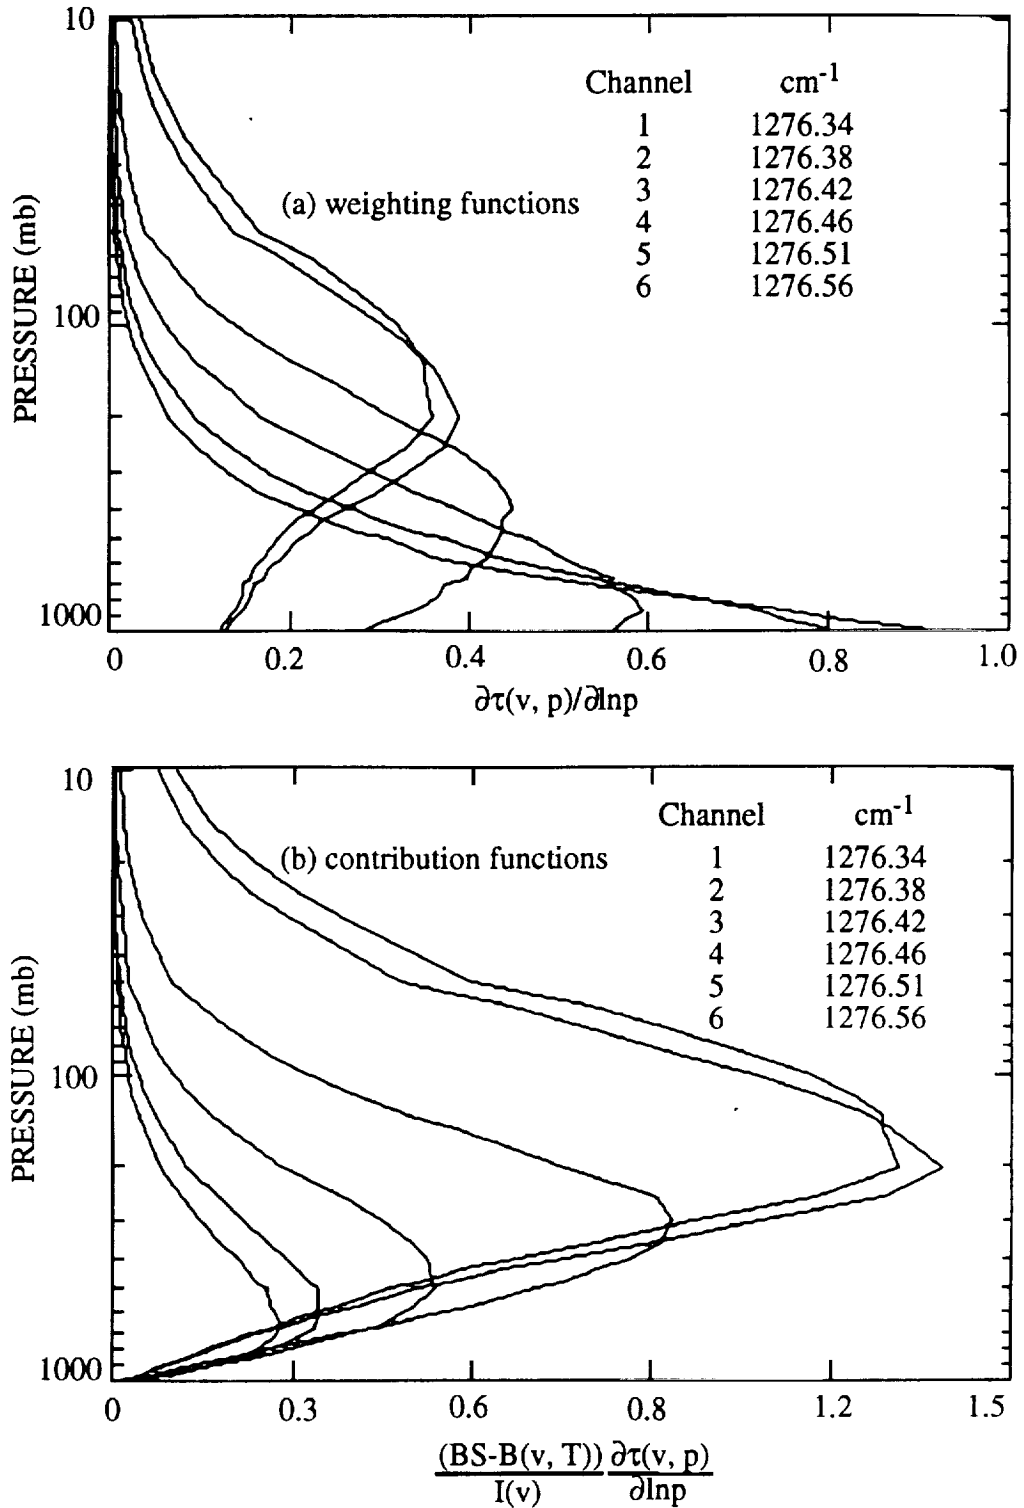 10
Channel cm-1
1 1276.34
2 1276.38
3 1276.42
4 1276.46
5 1276.51
6 1276.56
(a) weighting functions
PRESSURE (mb)
100
1000
0 0.2 0.4 0.6 0.8 1.0
∂τ(ν, p)/∂lnp
10
Channel cm-1
1 1276.34
2 1276.38
3 1276.42
4 1276.46
5 1276.51
6 1276.56
(b) contribution functions
PRESSURE (mb)
100
1000
0 0.3 0.6 0.8 1.2 1.5
(BS-B(ν, T)) ∂τ(ν, p)
I(ν) ∂lnp